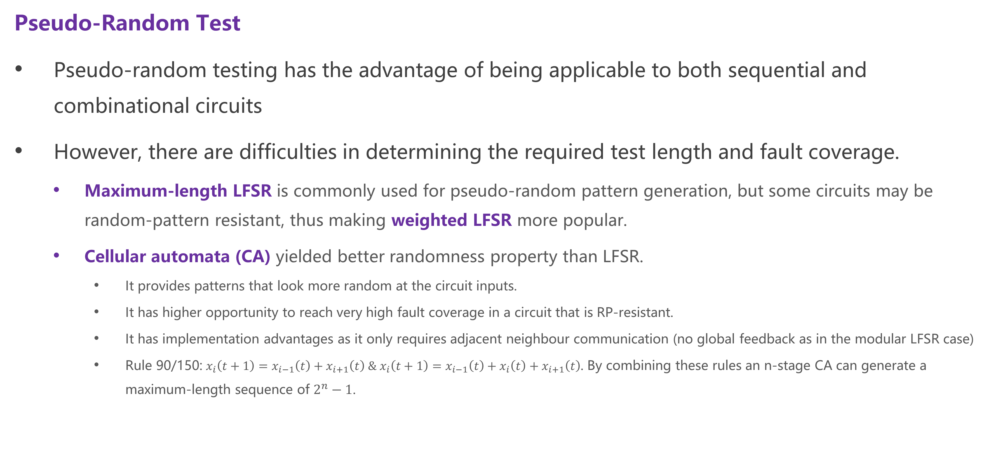 Pseudo-Random Test
• Pseudo-random testing has the advantage of being applicable to both sequential and
combinational circuits
• However, there are difficulties in determining the required test length and fault coverage.
• Maximum-length LFSR is commonly used for pseudo-random pattern generation, but some circuits may be
random-pattern resistant, thus making weighted LFSR more popular.
• Cellular automata (CA) yielded better randomness property than LFSR.
• It provides patterns that look more random at the circuit inputs.
• It has higher opportunity to reach very high fault coverage in a circuit that is RP-resistant.
• It has implementation advantages as it only requires adjacent neighbour communication (no global feedback as in the modular LFSR case)
• Rule 90/150: $x_i(t+1) = x_{i-1}(t) + x_{i+1}(t)$ & $x_i(t+1) = x_{i-1}(t) + x_i(t) + x_{i+1}(t)$. By combining these rules an n-stage CA can generate a
maximum-length sequence of $2^n - 1$.